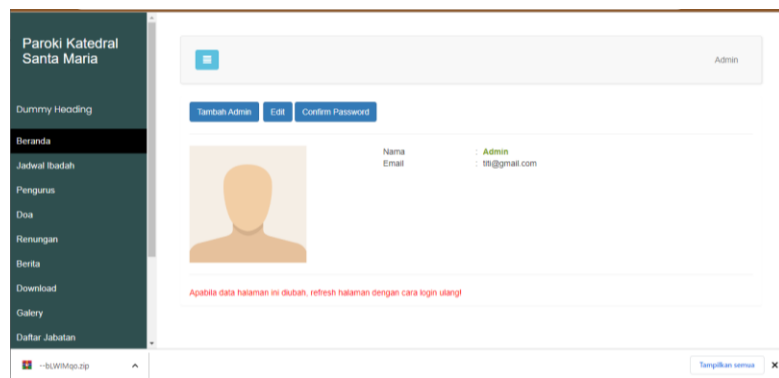 Paroki Katedral
Santa Maria
Admin
Dummy Heading
Tambah Admin Edit Confirm Password
Beranda
Jadwal Ibadah
Pengurus
Doa
Renungan
Berita
Download
Galery
Daftar Jabatan
Nama : Admin
Email : titi@gmail.com
Apabila data halaman ini diubah, refresh halaman dengan cara login ulang!
--bLWIMqo.zip
Tampilkan semua